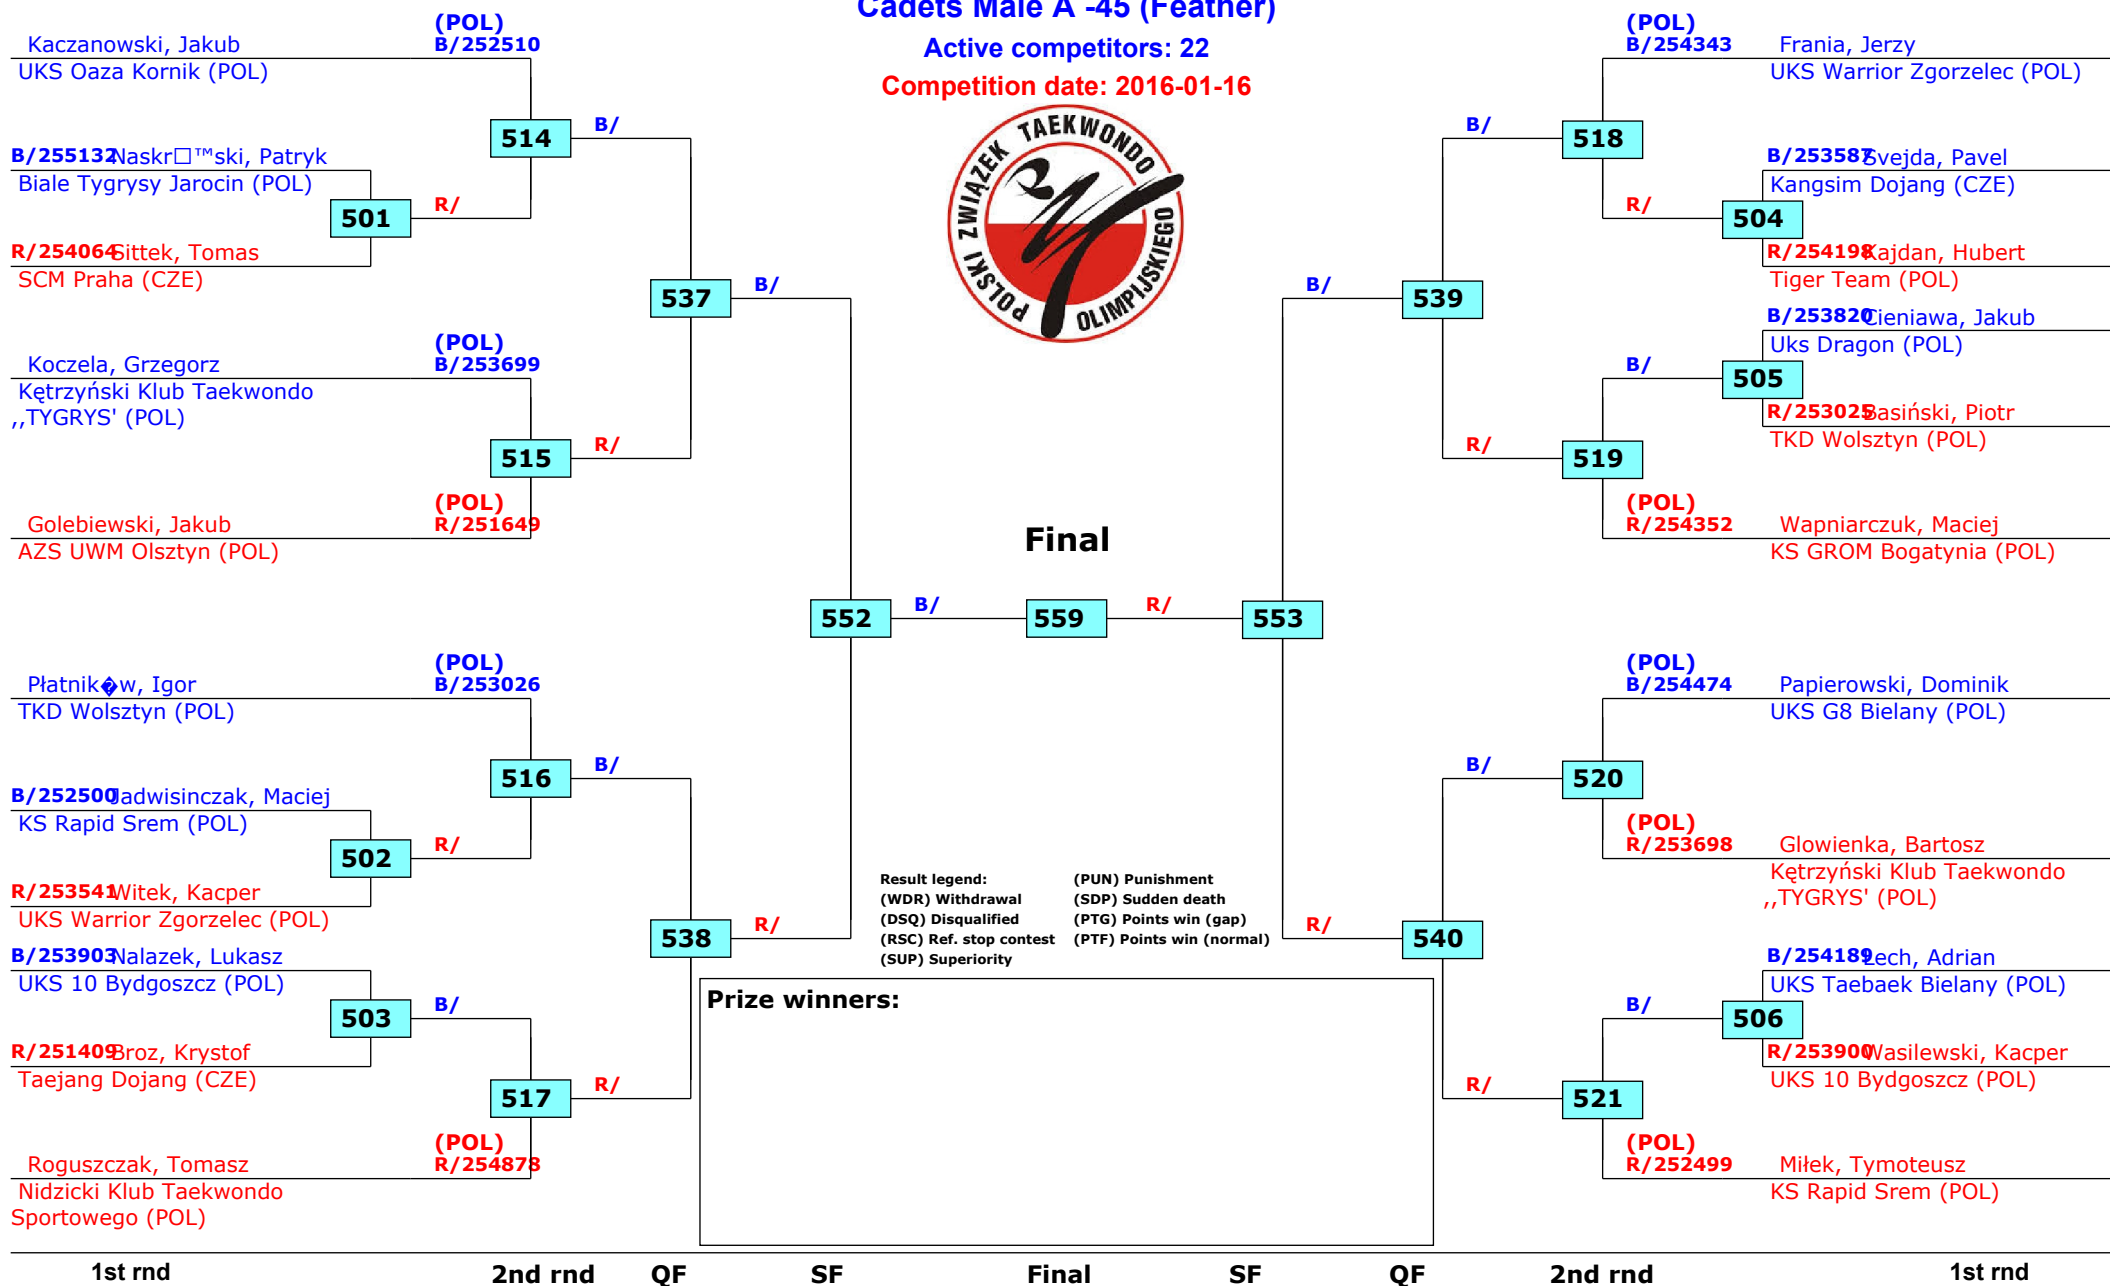 Cadets Male A -45 (Feather)
Active competitors: 22
Competition date: 2016-01-16
POLSKI ZWIĄZEK TAEKWONDO OLIMPIJSKIEGO
(POL)
Kaczanowski, Jakub B/252510
UKS Oaza Kornik (POL)
514 B/
B/255132 Naskr□™ski, Patryk
Biale Tygrysy Jarocin (POL)
501 R/
R/254064 Sittek, Tomas
SCM Praha (CZE)
537 B/
(POL)
Koczela, Grzegorz B/253699
Kętrzyński Klub Taekwondo
,,TYGRYS' (POL)
515 R/
(POL)
Golebiewski, Jakub R/251649
AZS UWM Olsztyn (POL)
552 B/
(POL)
Płatnik�w, Igor B/253026
TKD Wolsztyn (POL)
516 B/
B/252500 Jadwisinczak, Maciej
KS Rapid Srem (POL)
502 R/
R/253541 Witek, Kacper
UKS Warrior Zgorzelec (POL)
538 R/
B/253903 Nalazek, Lukasz
UKS 10 Bydgoszcz (POL)
503 B/
R/251409 Broz, Krystof
Taejang Dojang (CZE)
517 R/
(POL)
Roguszczak, Tomasz R/254878
Nidzicki Klub Taekwondo
Sportowego (POL)
Final
559
(POL)
B/254343 Frania, Jerzy
UKS Warrior Zgorzelec (POL)
B/ 518
B/253587 Svejda, Pavel
Kangsim Dojang (CZE)
R/ 504
R/254198 Kajdan, Hubert
Tiger Team (POL)
B/ 539
B/253820 Cieniawa, Jakub
Uks Dragon (POL)
B/ 505
R/253025 Basiński, Piotr
TKD Wolsztyn (POL)
R/ 519
(POL)
R/254352 Wapniarczuk, Maciej
KS GROM Bogatynia (POL)
R/ 553
(POL)
B/254474 Papierowski, Dominik
UKS G8 Bielany (POL)
B/ 520
(POL)
R/253698 Glowienka, Bartosz
Kętrzyński Klub Taekwondo
,,TYGRYS' (POL)
R/ 540
B/254189 Lech, Adrian
UKS Taebaek Bielany (POL)
B/ 506
R/253900 Wasilewski, Kacper
UKS 10 Bydgoszcz (POL)
R/ 521
(POL)
R/252499 Miłek, Tymoteusz
KS Rapid Srem (POL)
Result legend: (PUN) Punishment
(WDR) Withdrawal (SDP) Sudden death
(DSQ) Disqualified (PTG) Points win (gap)
(RSC) Ref. stop contest (PTF) Points win (normal)
(SUP) Superiority
Prize winners:
1st rnd 2nd rnd QF SF Final SF QF 2nd rnd 1st rnd